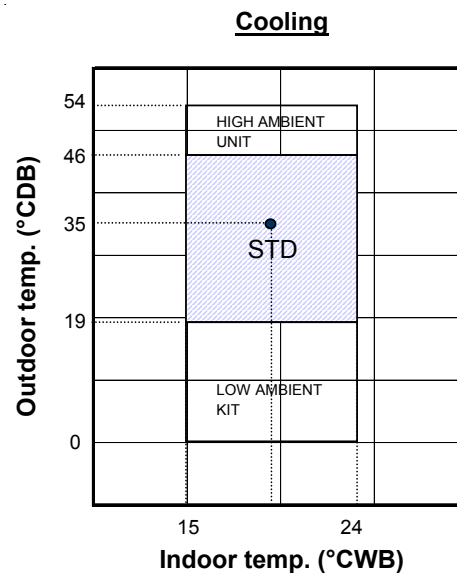 Cooling
Outdoor temp. (°CDB)
54
46
35
19
0
HIGH AMBIENT
UNIT
STD
LOW AMBIENT
KIT
15
24
Indoor temp. (°CWB)